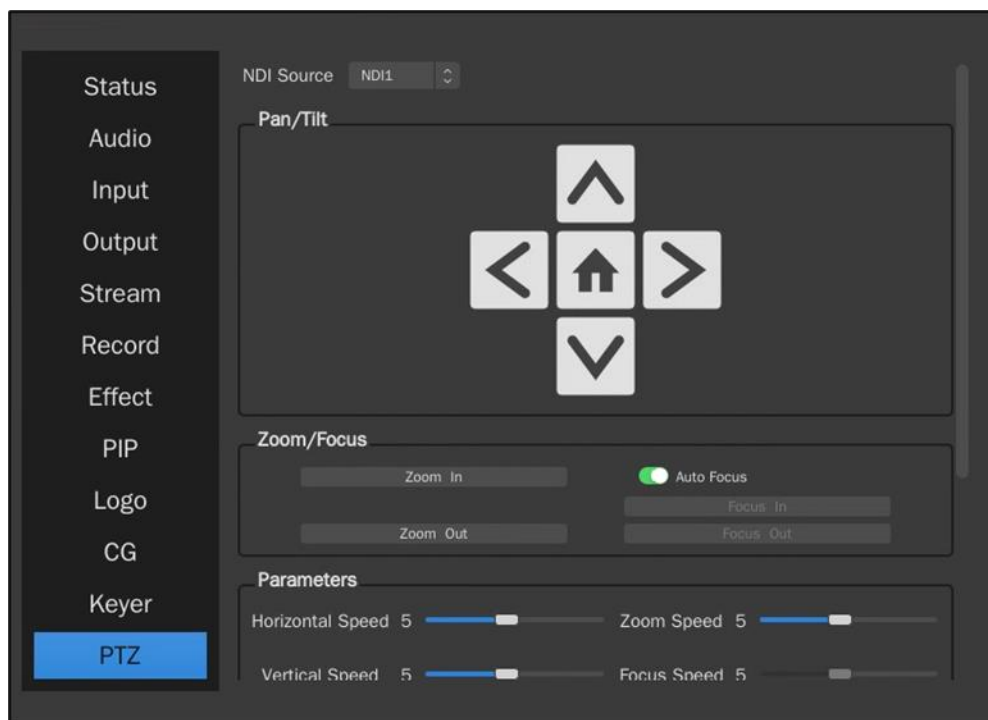 Status
Audio
Input
Output
Stream
Record
Effect
PIP
Logo
CG
Keyer
PTZ
NDI Source NDI1
Pan/Tilt
Zoom/Focus
Zoom In
Auto Focus
Focus In
Zoom Out
Focus Out
Parameters
Horizontal Speed 5
Zoom Speed 5
Vertical Speed 5
Focus Speed 5